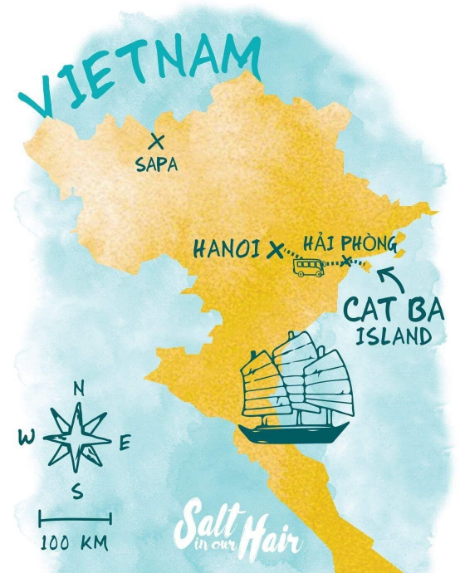 VIETNAM
SAPA
HANOI
HẢI PHÒNG
CAT BA
ISLAND
N
W
E
S
100 KM
Salt
in our Hair